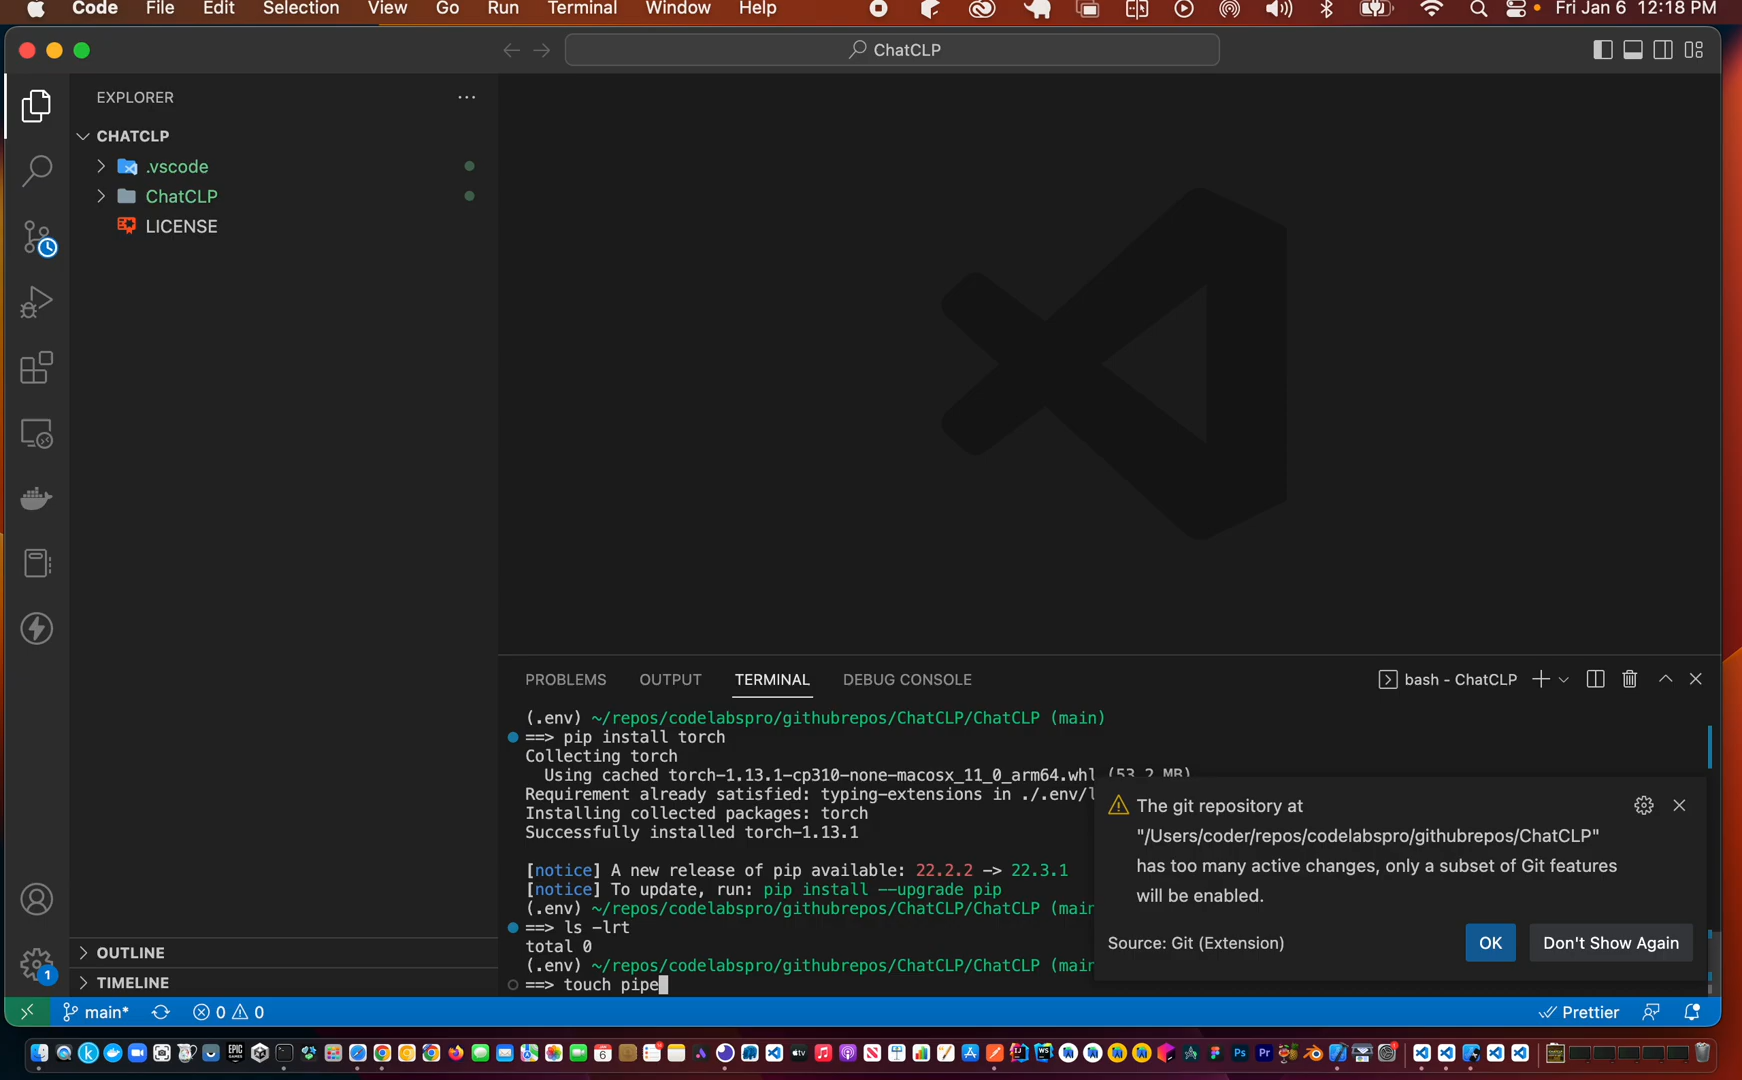 Code File Edit Selection View Go Run Terminal Window Help Fri Jan 6 12:18 PM
ChatCLP
EXPLORER
CHATCLP
.vscode
ChatCLP
LICENSE
PROBLEMS OUTPUT TERMINAL DEBUG CONSOLE bash - ChatCLP
(.env) ~/repos/codelabspro/githubrepos/ChatCLP/ChatCLP (main)
==> pip install torch
Collecting torch
Using cached torch-1.13.1-cp310-none-macosx_11_0_arm64.whl (53.2 MB)
Requirement already satisfied: typing-extensions in ./.env/l
Installing collected packages: torch
Successfully installed torch-1.13.1
[notice] A new release of pip available: 22.2.2 -> 22.3.1
[notice] To update, run: pip install --upgrade pip
(.env) ~/repos/codelabspro/githubrepos/ChatCLP/ChatCLP (main
==> ls -lrt
total 0
(.env) ~/repos/codelabspro/githubrepos/ChatCLP/ChatCLP (main
==> touch pipe
The git repository at
"/Users/coder/repos/codelabspro/githubrepos/ChatCLP"
has too many active changes, only a subset of Git features
will be enabled.
Source: Git (Extension) OK Don't Show Again
OUTLINE
TIMELINE
1
main* 0 0 Prettier